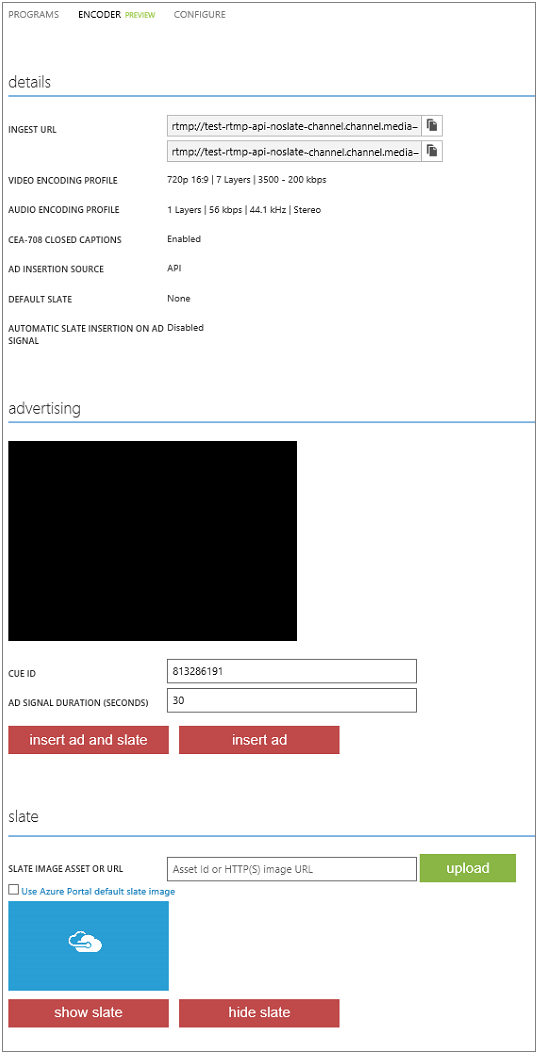 PROGRAMS ENCODER PREVIEW CONFIGURE
details
INGEST URL rtmp://test-rtmp-api-noslate-channel.channel.media-
rtmp://test-rtmp-api-noslate-channel.channel.media-
VIDEO ENCODING PROFILE 720p 16:9 | 7 Layers | 3500 - 200 kbps
AUDIO ENCODING PROFILE 1 Layers | 56 kbps | 44.1 kHz | Stereo
CEA-708 CLOSED CAPTIONS Enabled
AD INSERTION SOURCE API
DEFAULT SLATE None
AUTOMATIC SLATE INSERTION ON AD Disabled
SIGNAL
advertising
CUE ID 813286191
AD SIGNAL DURATION (SECONDS) 30
insert ad and slate insert ad
slate
SLATE IMAGE ASSET OR URL Asset Id or HTTP(S) image URL upload
Use Azure Portal default slate image
show slate hide slate